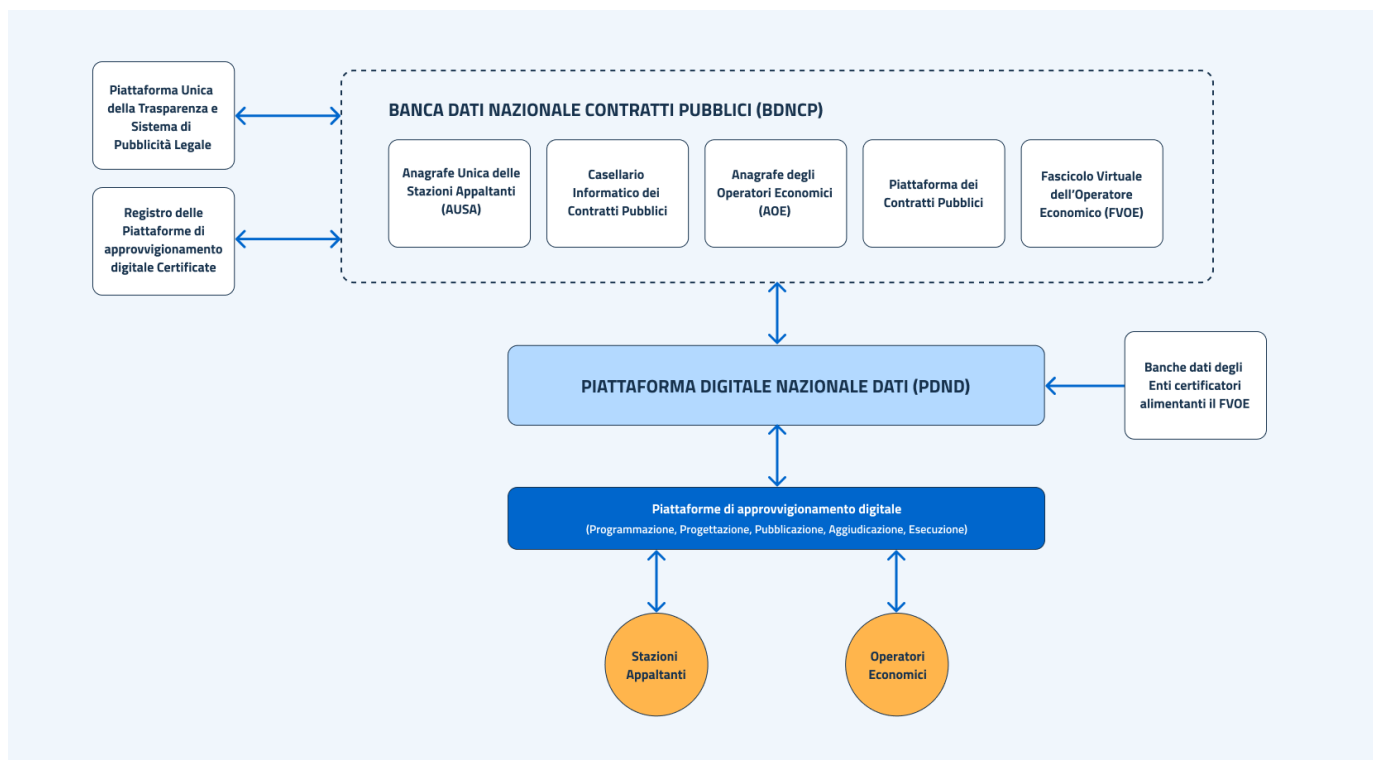 Piattaforma Unica
della Trasparenza e
Sistema di
Pubblicità Legale
Registro delle
Piattaforme di
approvvigionamento
digitale Certificate
BANCA DATI NAZIONALE CONTRATTI PUBBLICI (BDNCP)
Anagrafe Unica delle
Stazioni Appaltanti
(AUSA)
Casellario
Informatico dei
Contratti Pubblici
Anagrafe degli
Operatori Economici
(AOE)
Piattaforma dei
Contratti Pubblici
Fascicolo Virtuale
dell'Operatore
Economico (FVOE)
PIATTAFORMA DIGITALE NAZIONALE DATI (PDND)
Banche dati degli
Enti certificatori
alimentanti il FVOE
Piattaforme di approvvigionamento digitale
(Programmazione, Progettazione, Pubblicazione, Aggiudicazione, Esecuzione)
Stazioni
Appaltanti
Operatori
Economici